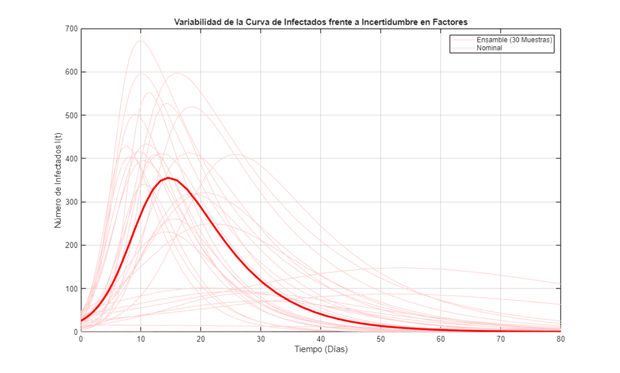 Variabilidad de la Curva de Infectados frente a Incertidumbre en Factores
700
600
500
400
300
200
100
0
Número de Infectados I(t)
Ensamble (30 Muestras)
Nominal
0 10 20 30 40 50 60 70 80
Tiempo (Días)